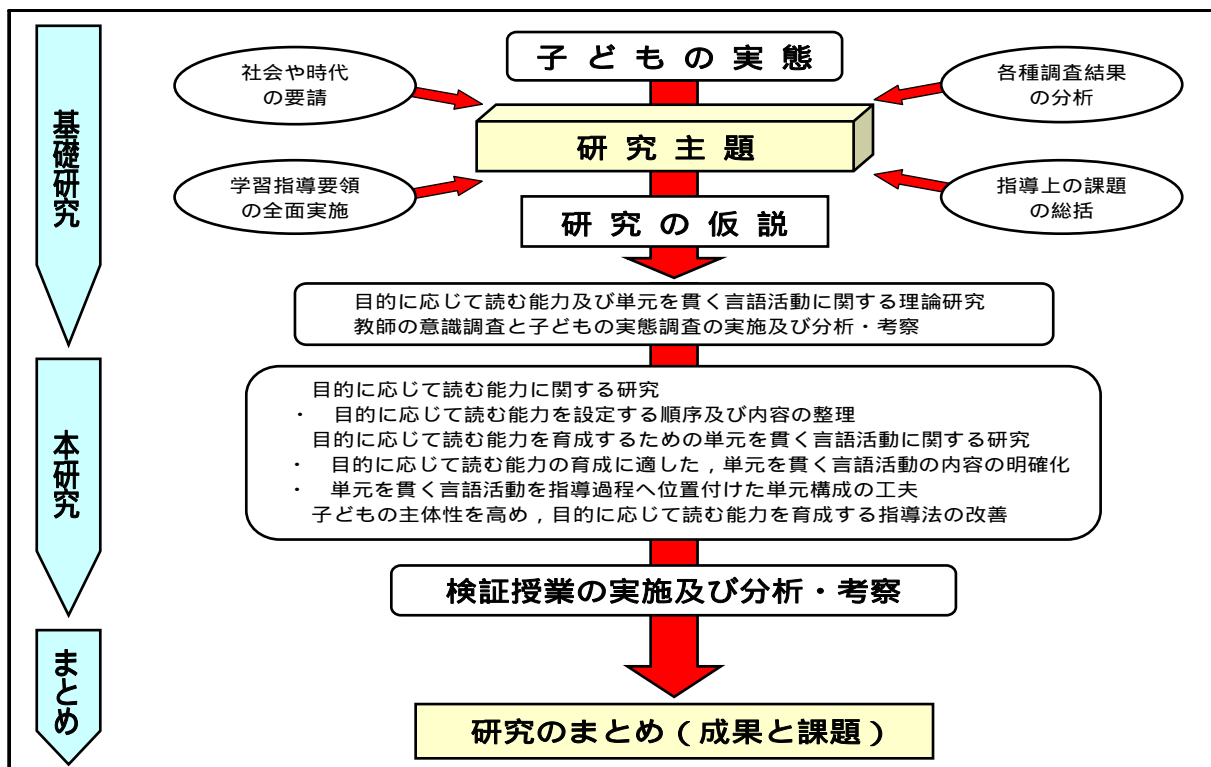 基礎研究
子どもの実態
社会や時代
の要請
各種調査結果
の分析
研究主題
学習指導要領
の全面実施
指導上の課題
の総括
研究の仮説
目的に応じて読む能力及び単元を貫く言語活動に関する理論研究
教師の意識調査と子どもの実態調査の実施及び分析・考察
本研究
目的に応じて読む能力に関する研究
・ 目的に応じて読む能力を設定する順序及び内容の整理
目的に応じて読む能力を育成するための単元を貫く言語活動に関する研究
・ 目的に応じて読む能力の育成に適した，単元を貫く言語活動の内容の明確化
・ 単元を貫く言語活動を指導過程へ位置付けた単元構成の工夫
子どもの主体性を高め，目的に応じて読む能力を育成する指導法の改善
検証授業の実施及び分析・考察
まとめ
研究のまとめ（成果と課題）